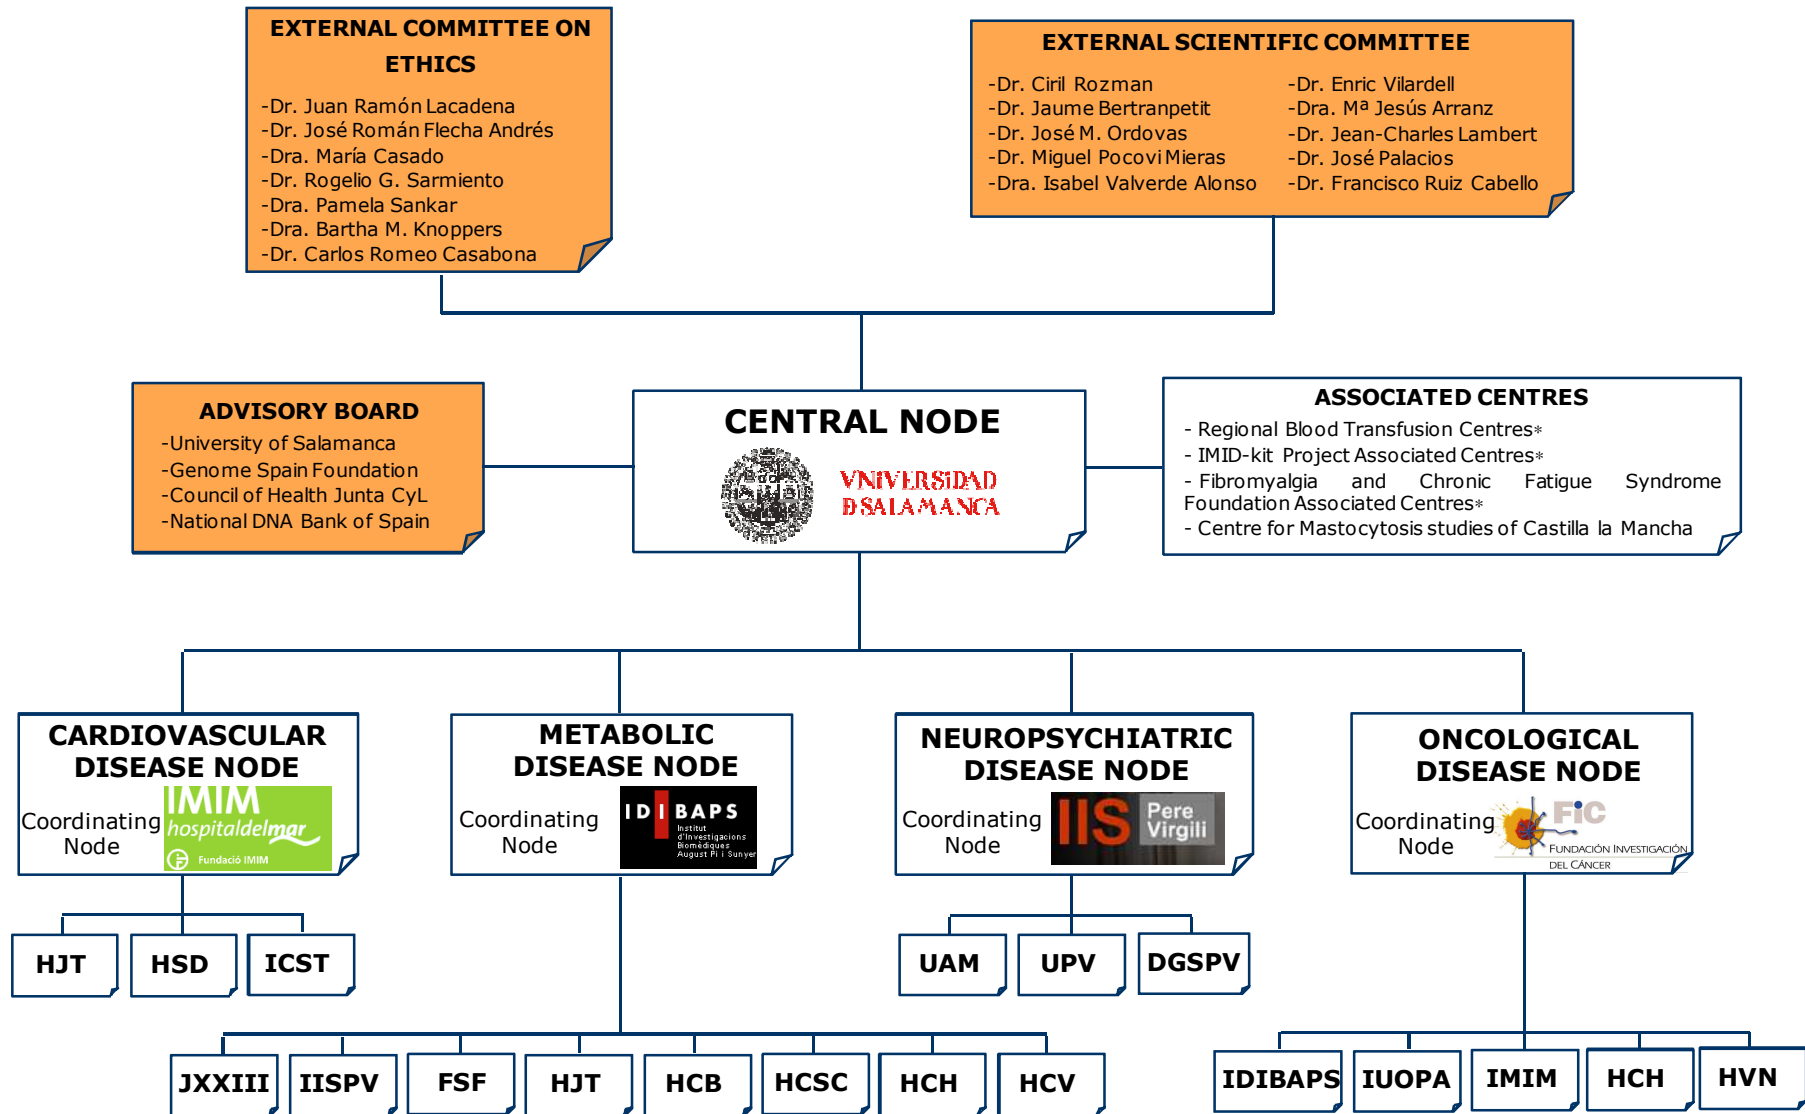 EXTERNAL COMMITTEE ON
ETHICS
-Dr. Juan Ramón Lacadena
-Dr. José Román Flecha Andrés
-Dra. María Casado
-Dr. Rogelio G. Sarmiento
-Dra. Pamela Sankar
-Dra. Bartha M. Knoppers
-Dr. Carlos Romeo Casabona
EXTERNAL SCIENTIFIC COMMITTEE
-Dr. Ciril Rozman
-Dr. Jaume Bertranpetit
-Dr. José M. Ordovas
-Dr. Miguel Pocovi Mieras
-Dra. Isabel Valverde Alonso
-Dr. Enric Vilardell
-Dra. Mª Jesús Arranz
-Dr. Jean-Charles Lambert
-Dr. José Palacios
-Dr. Francisco Ruiz Cabello
ADVISORY BOARD
-University of Salamanca
-Genome Spain Foundation
-Council of Health Junta CyL
-National DNA Bank of Spain
CENTRAL NODE
VNiVERSiDAD
D SALAMANCA
ASSOCIATED CENTRES
- Regional Blood Transfusion Centres*
- IMID-kit Project Associated Centres*
- Fibromyalgia and Chronic Fatigue Syndrome
Foundation Associated Centres*
- Centre for Mastocytosis studies of Castilla la Mancha
CARDIOVASCULAR
DISEASE NODE
Coordinating
Node
IMIM
hospitaldelmar
Fundació IMIM
METABOLIC
DISEASE NODE
Coordinating
Node
IDIBAPS
Institut
d'Investigacions
Biomèdiques
August Pi i Sunyer
NEUROPSYCHIATRIC
DISEASE NODE
Coordinating
Node
IIS Pere
Virgili
ONCOLOGICAL
DISEASE NODE
Coordinating
Node
FiC
FUNDACIÓN INVESTIGACIÓN
DEL CÁNCER
HJT
HSD
ICST
UAM
UPV
DGSPV
JXXIII
IISPV
FSF
HJT
HCB
HCSC
HCH
HCV
IDIBAPS
IUOPA
IMIM
HCH
HVN